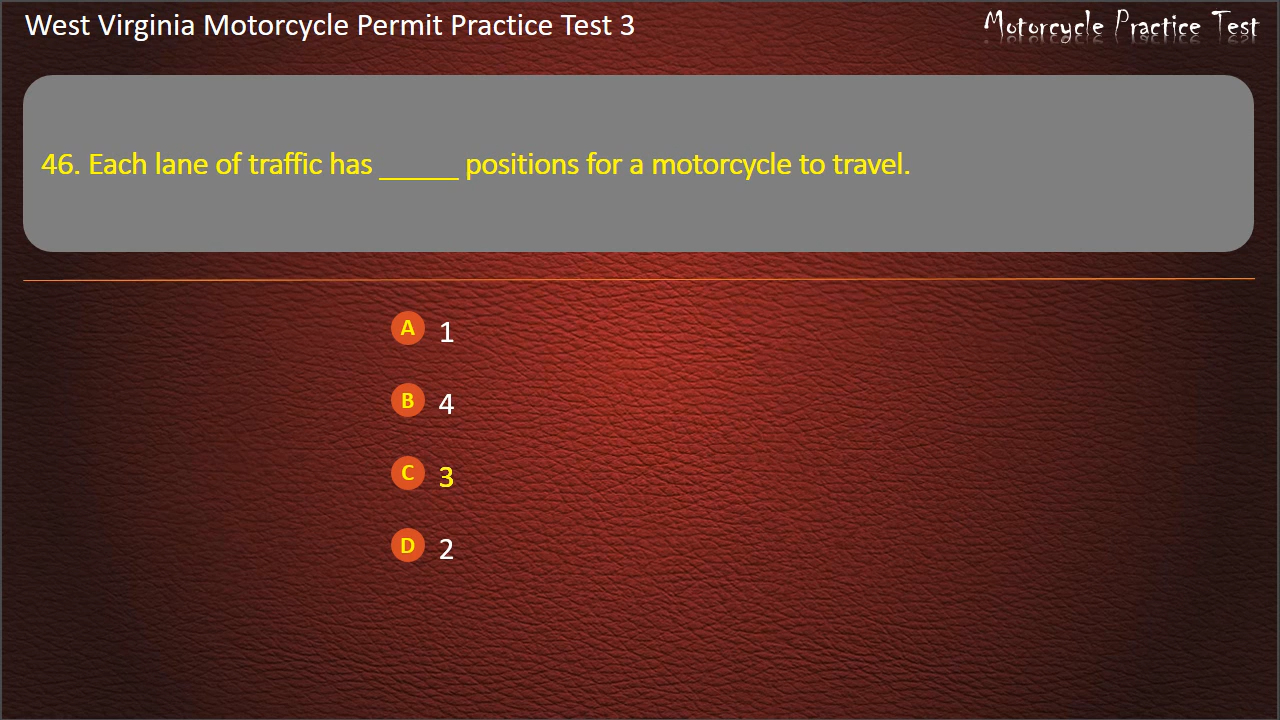 West Virginia Motorcycle Permit Practice Test 3
Motorcycle Practice Test
46. Each lane of traffic has _____ positions for a motorcycle to travel.
A 1
B 4
C 3
D 2